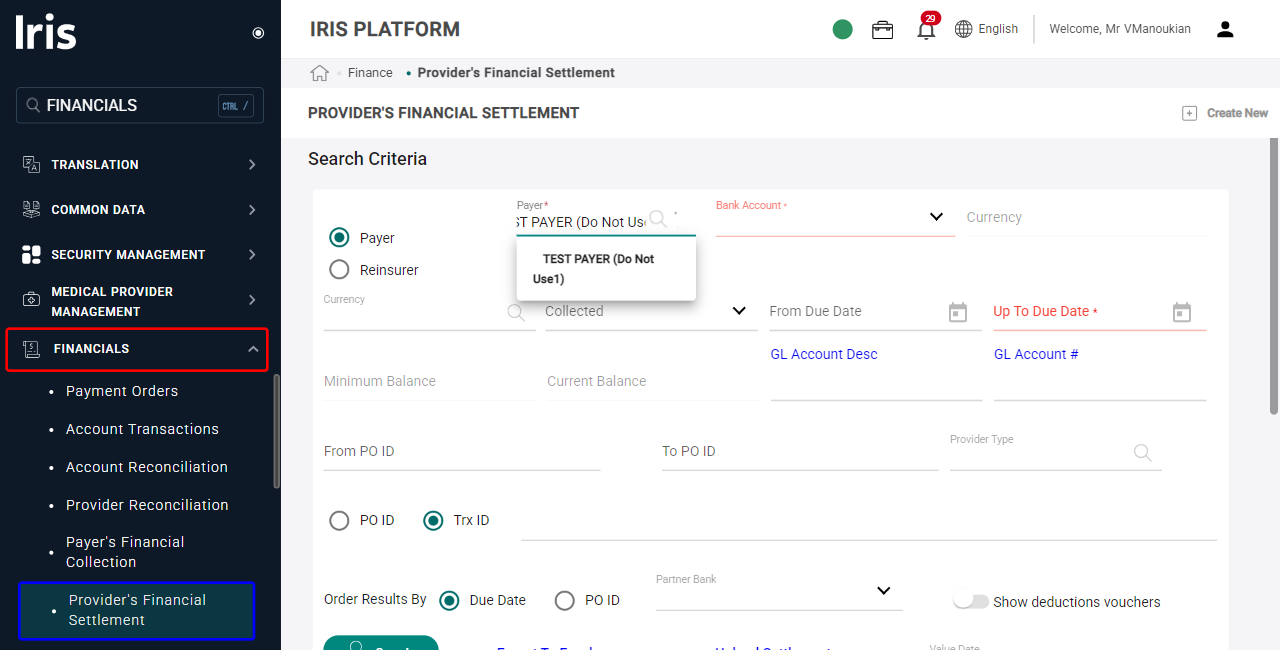 Iris
FINANCIALS
CTRL /
TRANSLATION
COMMON DATA
SECURITY MANAGEMENT
MEDICAL PROVIDER
MANAGEMENT
FINANCIALS
• Payment Orders
• Account Transactions
• Account Reconciliation
• Provider Reconciliation
• Payer's Financial
Collection
• Provider's Financial
Settlement
IRIS PLATFORM
29
English
Welcome, Mr VManoukian
Finance • Provider's Financial Settlement
PROVIDER'S FINANCIAL SETTLEMENT
Create New
Search Criteria
Payer
Reinsurer
Payer*
ST PAYER (Do Not Use
TEST PAYER (Do Not
Use1)
Bank Account *
Currency
Currency
Collected
From Due Date
Up To Due Date *
Minimum Balance
Current Balance
GL Account Desc
GL Account #
From PO ID
To PO ID
Provider Type
PO ID
Trx ID
Order Results By
Due Date
PO ID
Partner Bank
Show deductions vouchers
Value Date